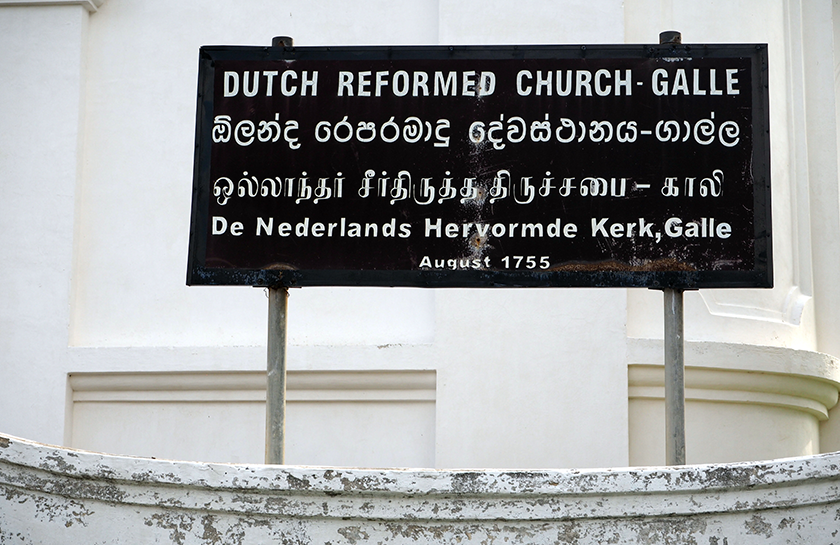 DUTCH REFORMED CHURCH-GALLE
ඕලන්ද රෙපරමාදු දේවස්ථානය-ගාල්ල
ஒல்லாந்தர் சீர்திருத்த திருச்சபை – காலி
De Nederlands Hervormde Kerk,Galle
August 1755